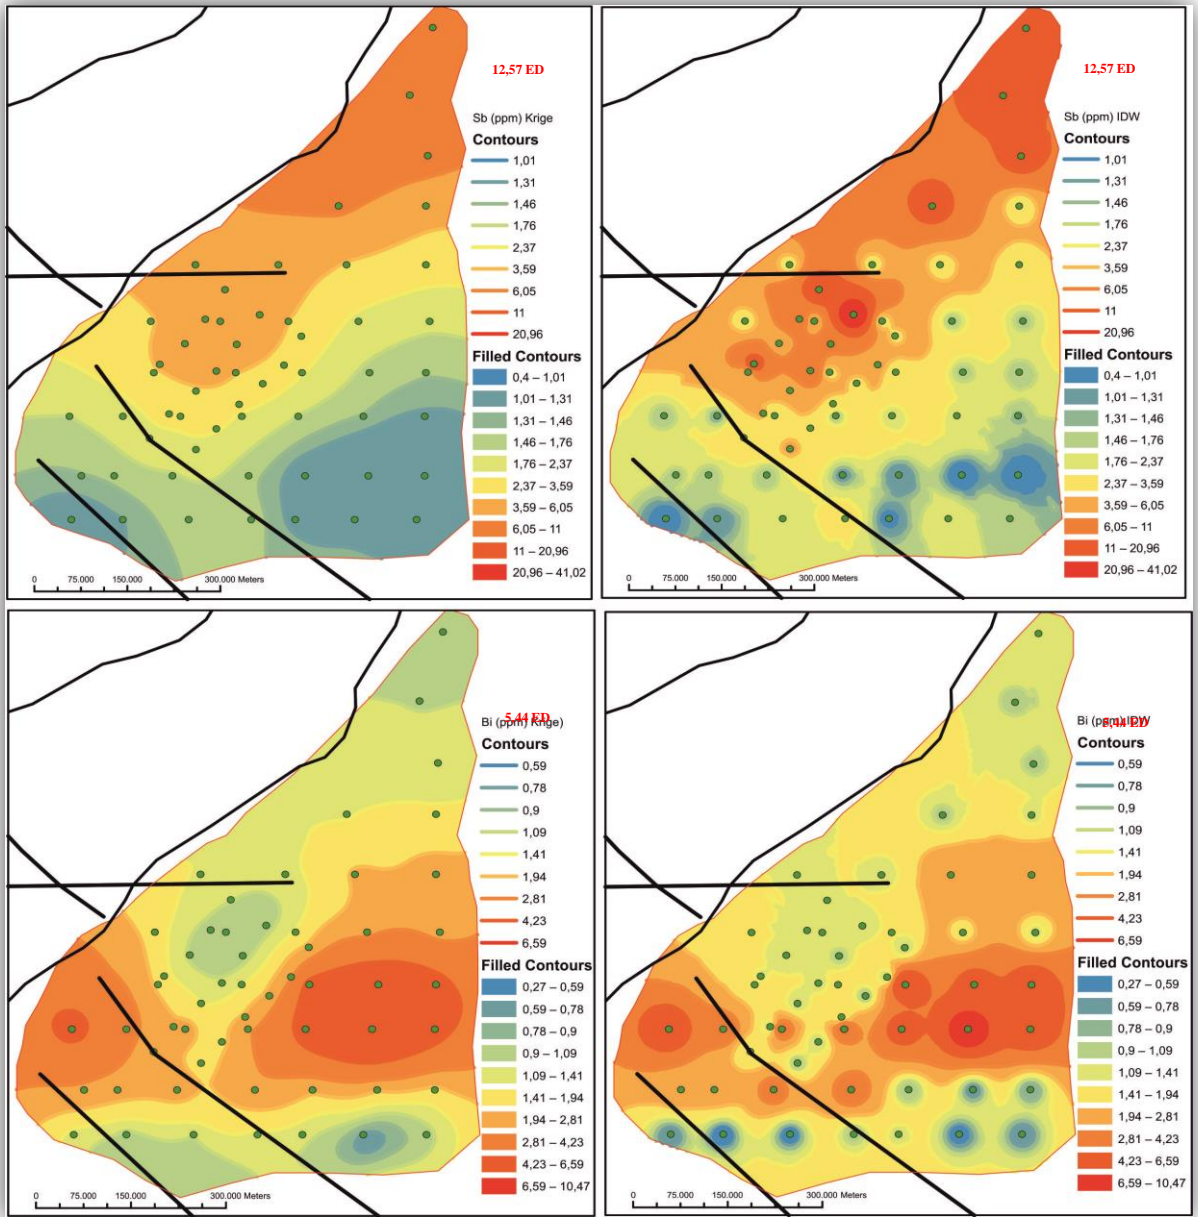 12,57 ED
Sb (ppm) Krige
Contours
1,01
1,31
1,46
1,76
2,37
3,59
6,05
11
20,96
Filled Contours
0,4 – 1,01
1,01 – 1,31
1,31 – 1,46
1,46 – 1,76
1,76 – 2,37
2,37 – 3,59
3,59 – 6,05
6,05 – 11
11 – 20,96
20,96 – 41,02
0 75.000 150.000 300.000 Meters
12,57 ED
Sb (ppm) IDW
Contours
1,01
1,31
1,46
1,76
2,37
3,59
6,05
11
20,96
Filled Contours
0,4 – 1,01
1,01 – 1,31
1,31 – 1,46
1,46 – 1,76
1,76 – 2,37
2,37 – 3,59
3,59 – 6,05
6,05 – 11
11 – 20,96
20,96 – 41,02
0 75.000 150.000 300.000 Meters
5,44 ED
Bi (ppm) Krige)
Contours
0,59
0,78
0,9
1,09
1,41
1,94
2,81
4,23
6,59
Filled Contours
0,27 – 0,59
0,59 – 0,78
0,78 – 0,9
0,9 – 1,09
1,09 – 1,41
1,41 – 1,94
1,94 – 2,81
2,81 – 4,23
4,23 – 6,59
6,59 – 10,47
0 75.000 150.000 300.000 Meters
5,44 ED
Bi (ppm) IDW
Contours
0,59
0,78
0,9
1,09
1,41
1,94
2,81
4,23
6,59
Filled Contours
0,27 – 0,59
0,59 – 0,78
0,78 – 0,9
0,9 – 1,09
1,09 – 1,41
1,41 – 1,94
1,94 – 2,81
2,81 – 4,23
4,23 – 6,59
6,59 – 10,47
0 75.000 150.000 300.000 Meters